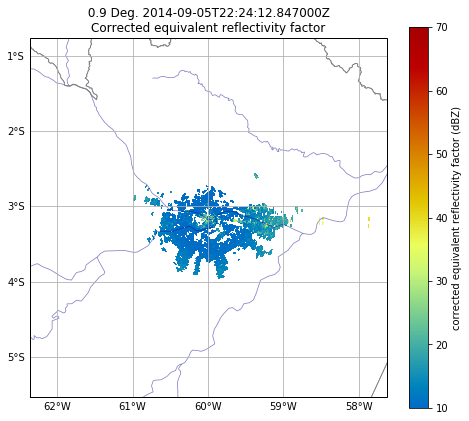 0.9 Deg. 2014-09-05T22:24:12.847000Z
Corrected equivalent reflectivity factor
1°S
2°S
3°S
4°S
5°S
62°W
61°W
60°W
59°W
58°W
70
60
50
40
30
20
10
corrected equivalent reflectivity factor (dBZ)